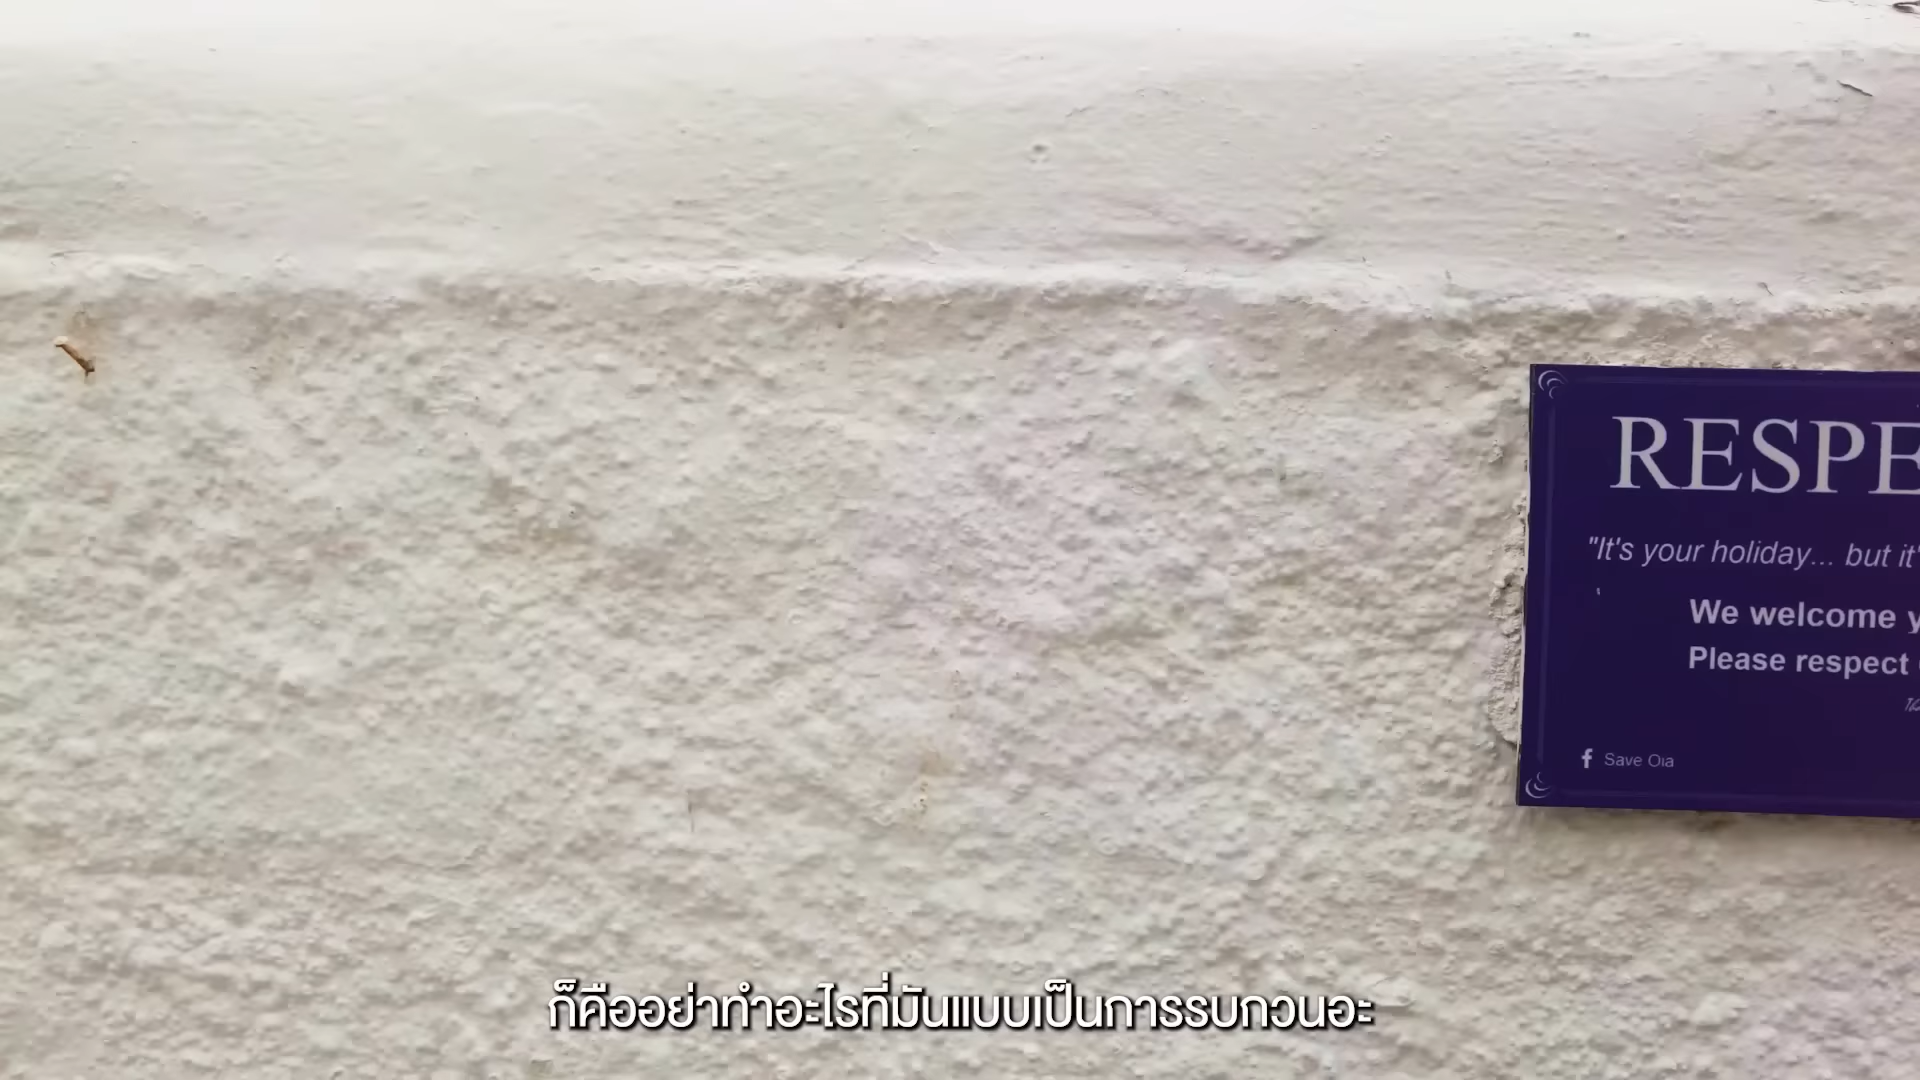 RESPE
"It's your holiday... but it'
We welcome y
Please respect
Save Oia
ก็คืออย่าทำอะไรที่มันแบบเป็นการรบกวนอะ